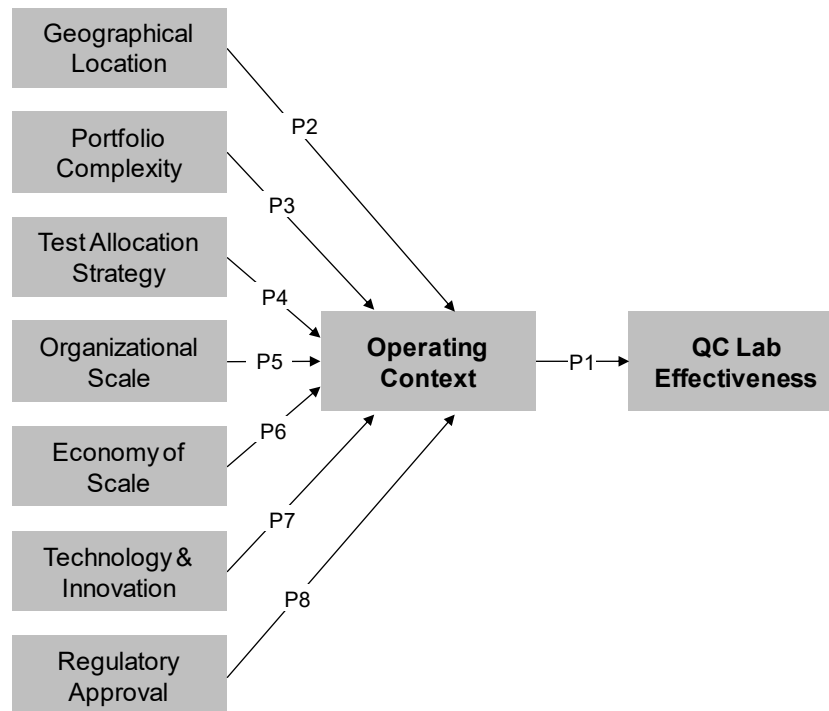 Geographical
Location
P2
Portfolio
Complexity
P3
Test Allocation
Strategy
P4
Organizational
Scale
P5
Operating
Context
P1
QC Lab
Effectiveness
P6
Economy of
Scale
P7
Technology &
Innovation
P8
Regulatory
Approval